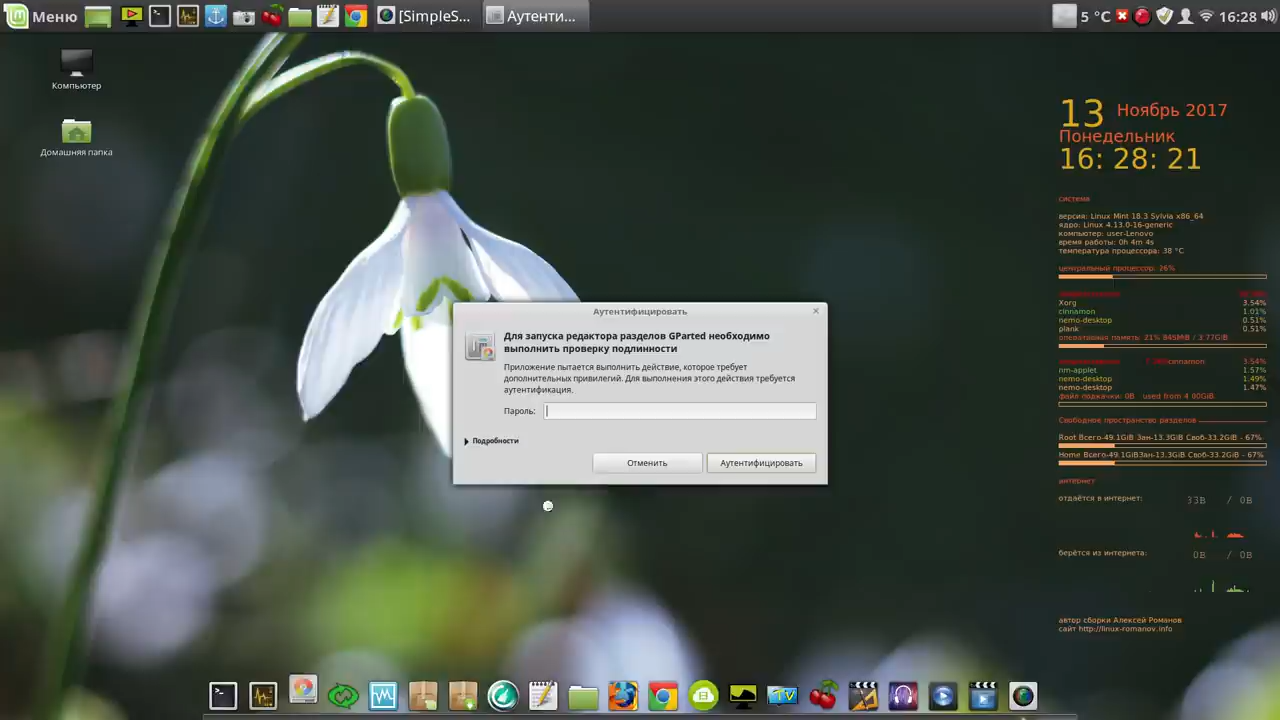 Меню
[SimpleS...
Аутенти...
5 °C
16:28
Компьютер
Домашняя папка
13 Ноябрь 2017
Понедельник
16: 28: 21
система
версия: Linux Mint 18.3 Sylvia x86_64
ядро: Linux 4.13.0-16-generic
компьютер: user-Lenovo
время работы: 0h 4m 4s
температура процессора: 38 °C
центральный процессор: 26%
Xorg 3.54%
cinnamon 1.01%
nemo-desktop 0.51%
plank 0.51%
оперативная память: 21% 845MiB / 3.77GiB
cinnamon 3.54%
nm-applet 1.57%
nemo-desktop 1.49%
nemo-desktop 1.47%
файл подкачки: 0B used from 4.00GiB
Свободное пространство разделов
Root Всего-49.1GiB Зан-13.3GiB Своб-33.2GiB - 67%
Home Всего-49.1GiBЗан-13.3GiB Своб-33.2GiB - 67%
интернет
отдаётся в интернет: 33B / 0B
берётся из интернета: 0B / 0B
автор сборки Алексей Романов
сайт http://linux-romanov.info
Аутентифицировать
Для запуска редактора разделов GParted необходимо
выполнить проверку подлинности
Приложение пытается выполнить действие, которое требует
дополнительных привилегий. Для выполнения этого действия требуется
аутентификация.
Пароль:
Подробности
Отменить
Аутентифицировать
TV